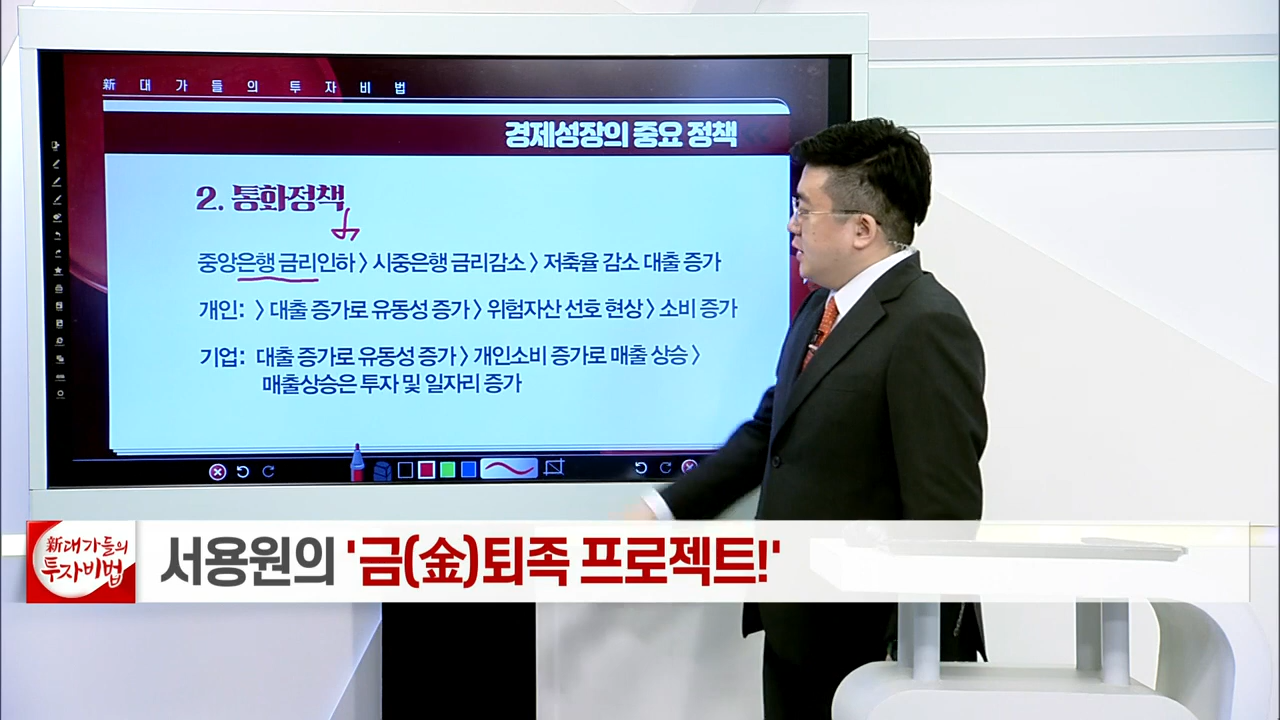 新 대가들의 투자비법
경제성장의 중요 정책
2. 통화정책
중앙은행 금리인하 > 시중은행 금리감소 > 저축율 감소 대출 증가
개인: > 대출 증가로 유동성 증가 > 위험자산 선호 현상 > 소비 증가
기업: 대출 증가로 유동성 증가 > 개인소비 증가로 매출 상승 >
매출상승은 투자 및 일자리 증가
新대가들의
투자비법
서용원의 '금(金)퇴족 프로젝트!'